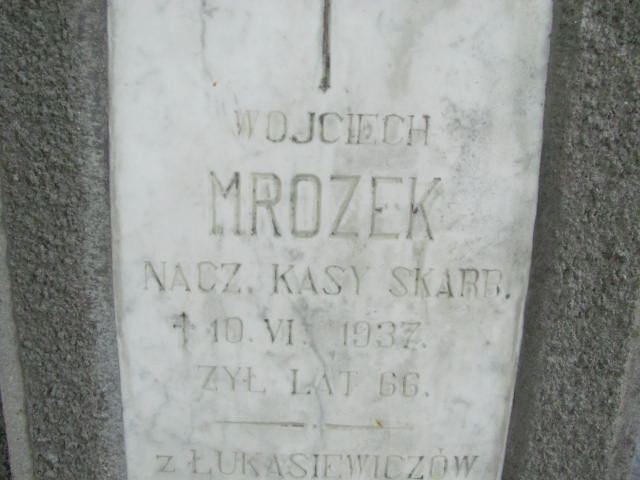 WOJCIECH
MROZEK
NACZ. KASY SKARB.
† 10. VI. 1937.
ŻYŁ LAT 66.
z ŁUKASIEWICZÓW